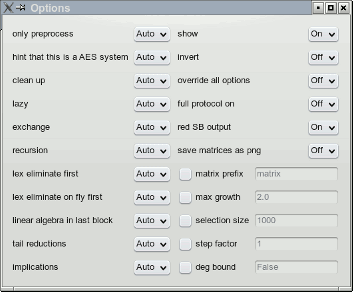 Options
only preprocess Auto show On
hint that this is a AES system Auto invert Off
clean up Auto override all options Off
lazy Auto full protocol on Off
exchange Auto red SB output On
recursion Auto save matrices as png Off
lex eliminate first Auto matrix prefix matrix
lex eliminate on fly first Auto max growth 2.0
linear algebra in last block Auto selection size 1000
tail reductions Auto step factor 1
implications Auto deg bound False